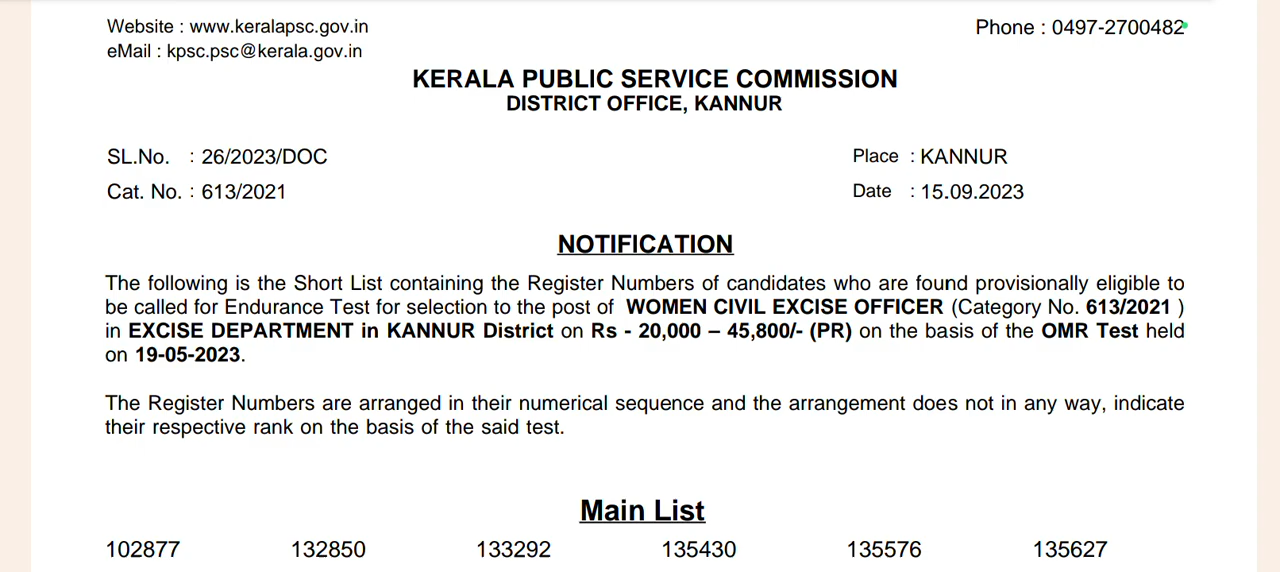 Website : www.keralapsc.gov.in
Phone : 0497-2700482
eMail : kpsc.psc@kerala.gov.in
KERALA PUBLIC SERVICE COMMISSION
DISTRICT OFFICE, KANNUR
SL.No. : 26/2023/DOC
Place : KANNUR
Cat. No. : 613/2021
Date : 15.09.2023
NOTIFICATION
The following is the Short List containing the Register Numbers of candidates who are found provisionally eligible to
be called for Endurance Test for selection to the post of WOMEN CIVIL EXCISE OFFICER (Category No. 613/2021 )
in EXCISE DEPARTMENT in KANNUR District on Rs - 20,000 – 45,800/- (PR) on the basis of the OMR Test held
on 19-05-2023.
The Register Numbers are arranged in their numerical sequence and the arrangement does not in any way, indicate
their respective rank on the basis of the said test.
Main List
102877 132850 133292 135430 135576 135627